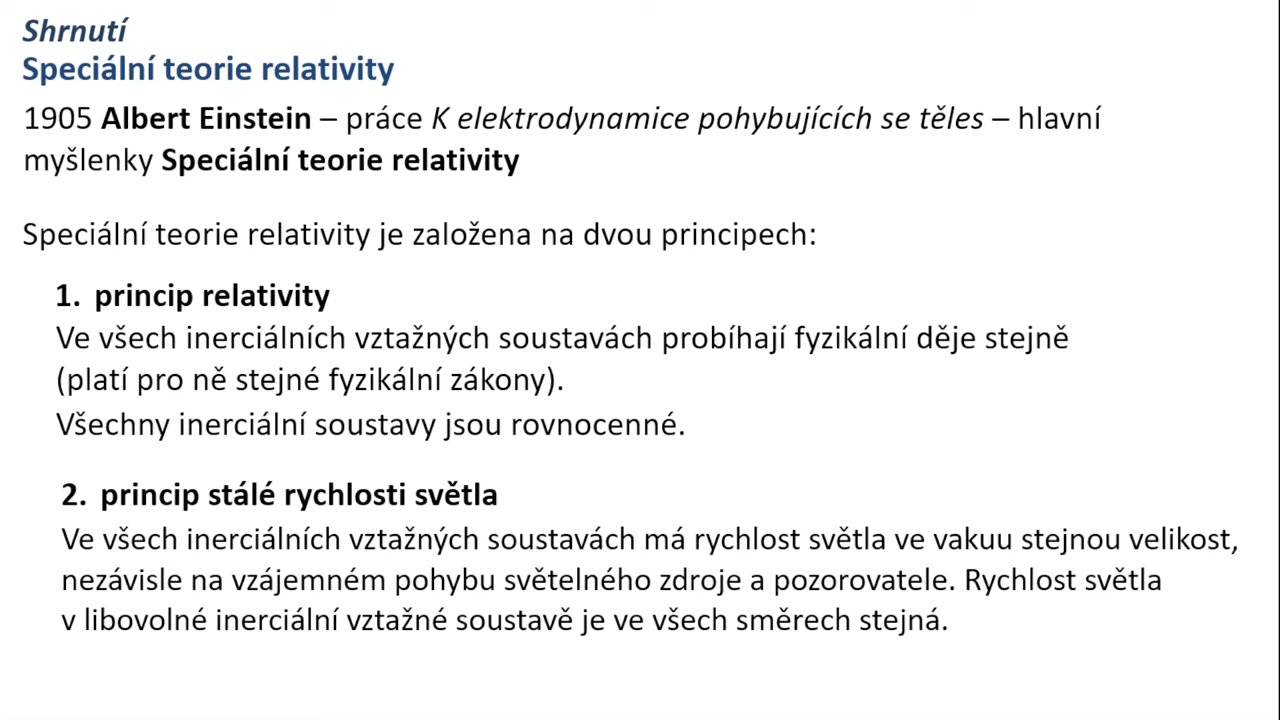 Shrnutí
Speciální teorie relativity
1905 Albert Einstein – práce K elektrodynamice pohybujících se těles – hlavní
myšlenky Speciální teorie relativity
Speciální teorie relativity je založena na dvou principech:
1. princip relativity
Ve všech inerciálních vztažných soustavách probíhají fyzikální děje stejně
(platí pro ně stejné fyzikální zákony).
Všechny inerciální soustavy jsou rovnocenné.
2. princip stálé rychlosti světla
Ve všech inerciálních vztažných soustavách má rychlost světla ve vakuu stejnou velikost,
nezávisle na vzájemném pohybu světelného zdroje a pozorovatele. Rychlost světla
v libovolné inerciální vztažné soustavě je ve všech směrech stejná.